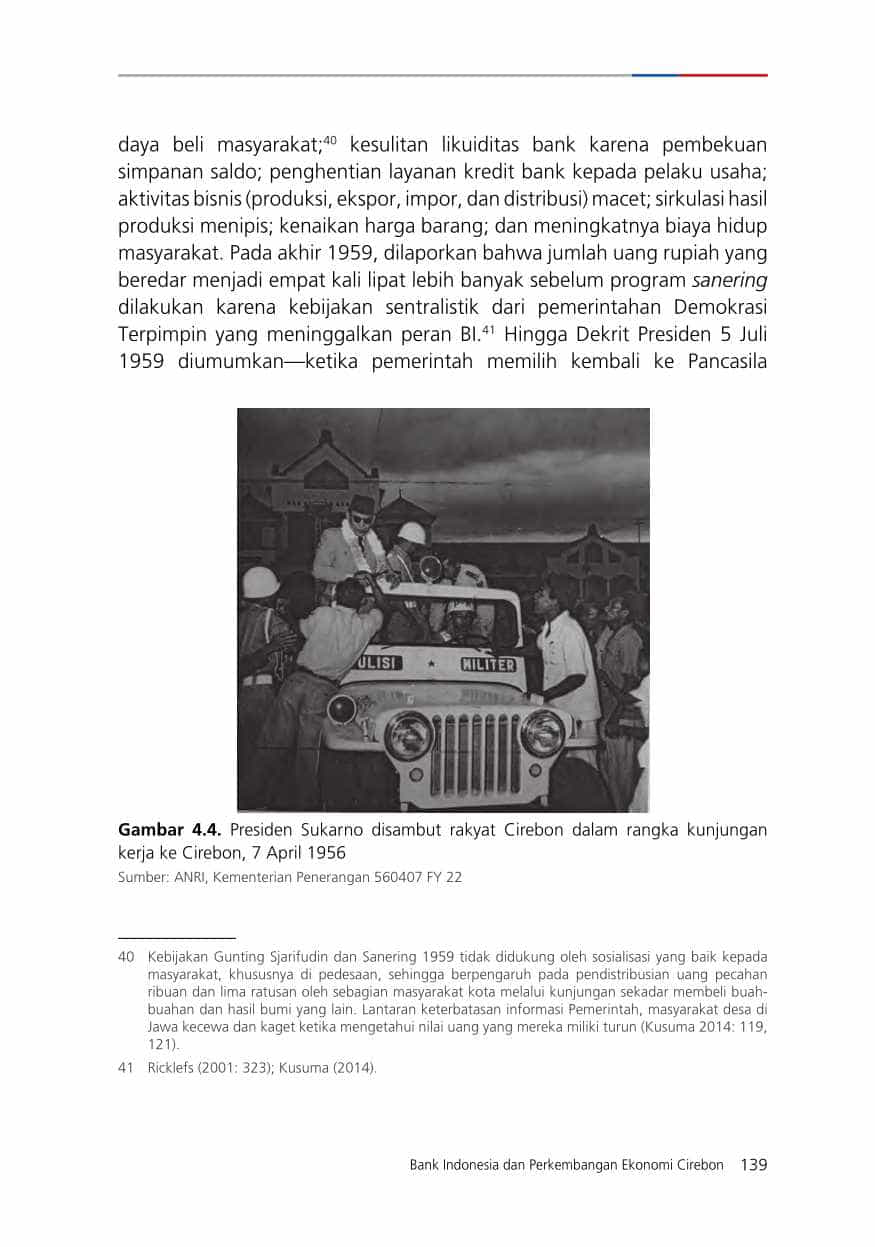 daya beli masyarakat;⁴⁰ kesulitan likuiditas bank karena pembekuan
simpanan saldo; penghentian layanan kredit bank kepada pelaku usaha;
aktivitas bisnis (produksi, ekspor, impor, dan distribusi) macet; sirkulasi hasil
produksi menipis; kenaikan harga barang; dan meningkatnya biaya hidup
masyarakat. Pada akhir 1959, dilaporkan bahwa jumlah uang rupiah yang
beredar menjadi empat kali lipat lebih banyak sebelum program sanering
dilakukan karena kebijakan sentralistik dari pemerintahan Demokrasi
Terpimpin yang meninggalkan peran BI.⁴¹ Hingga Dekrit Presiden 5 Juli
1959 diumumkan—ketika pemerintah memilih kembali ke Pancasila
OLISI ★ MILITER
Gambar 4.4. Presiden Sukarno disambut rakyat Cirebon dalam rangka kunjungan
kerja ke Cirebon, 7 April 1956
Sumber: ANRI, Kementerian Penerangan 560407 FY 22
40 Kebijakan Gunting Sjarifudin dan Sanering 1959 tidak didukung oleh sosialisasi yang baik kepada
masyarakat, khususnya di pedesaan, sehingga berpengaruh pada pendistribusian uang pecahan
ribuan dan lima ratusan oleh sebagian masyarakat kota melalui kunjungan sekadar membeli buah-
buahan dan hasil bumi yang lain. Lantaran keterbatasan informasi Pemerintah, masyarakat desa di
Jawa kecewa dan kaget ketika mengetahui nilai uang yang mereka miliki turun (Kusuma 2014: 119,
121).
41 Ricklefs (2001: 323); Kusuma (2014).
Bank Indonesia dan Perkembangan Ekonomi Cirebon 139